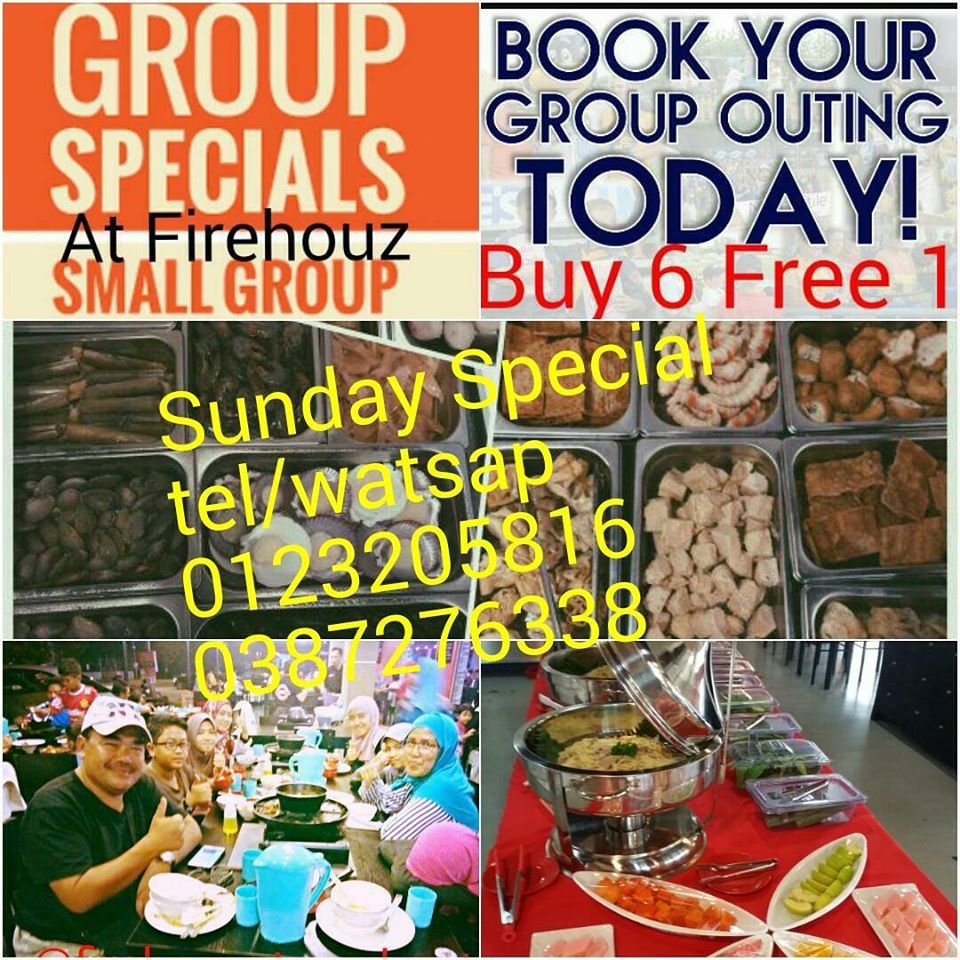 GROUP
SPECIALS
At Firehouz
SMALL GROUP
BOOK YOUR
GROUP OUTING
TODAY!
Buy 6 Free 1
Sunday Special
tel/watsap
0123205816
0387276338